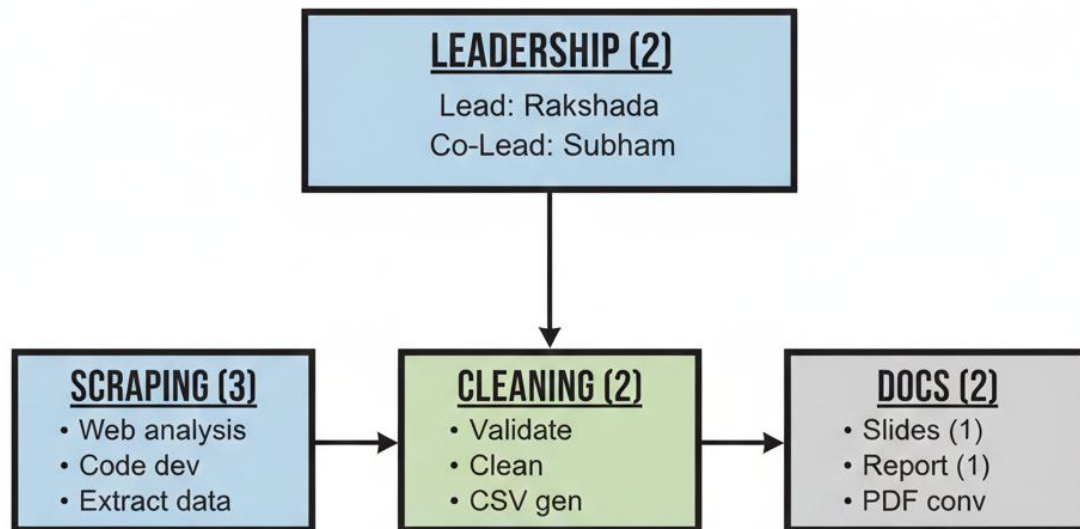 LEADERSHIP (2)
Lead: Rakshada
Co-Lead: Subham
SCRAPING (3)
• Web analysis
• Code dev
• Extract data
CLEANING (2)
• Validate
• Clean
• CSV gen
DOCS (2)
• Slides (1)
• Report (1)
• PDF conv